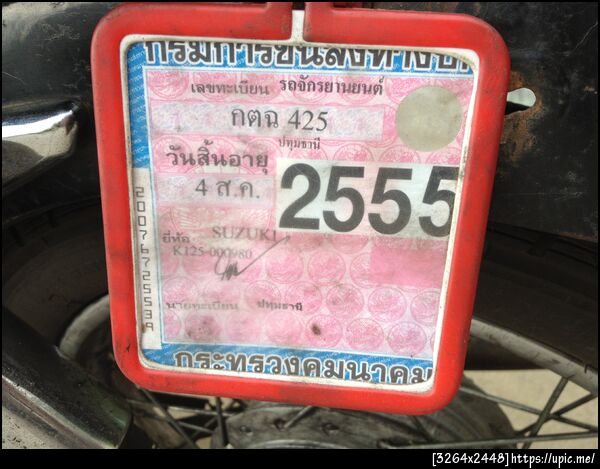 กรมการขนส่งทางบก
เลขทะเบียน รถจักรยานยนต์
กตฉ 425
ปทุมธานี
วันสิ้นอายุ
4 ส.ค. 2555
ยี่ห้อ SUZUKI
K125-000980
200767255539
นายทะเบียน ปทุมธานี
กระทรวงคมนาคม
[3264x2448]https://upic.me/